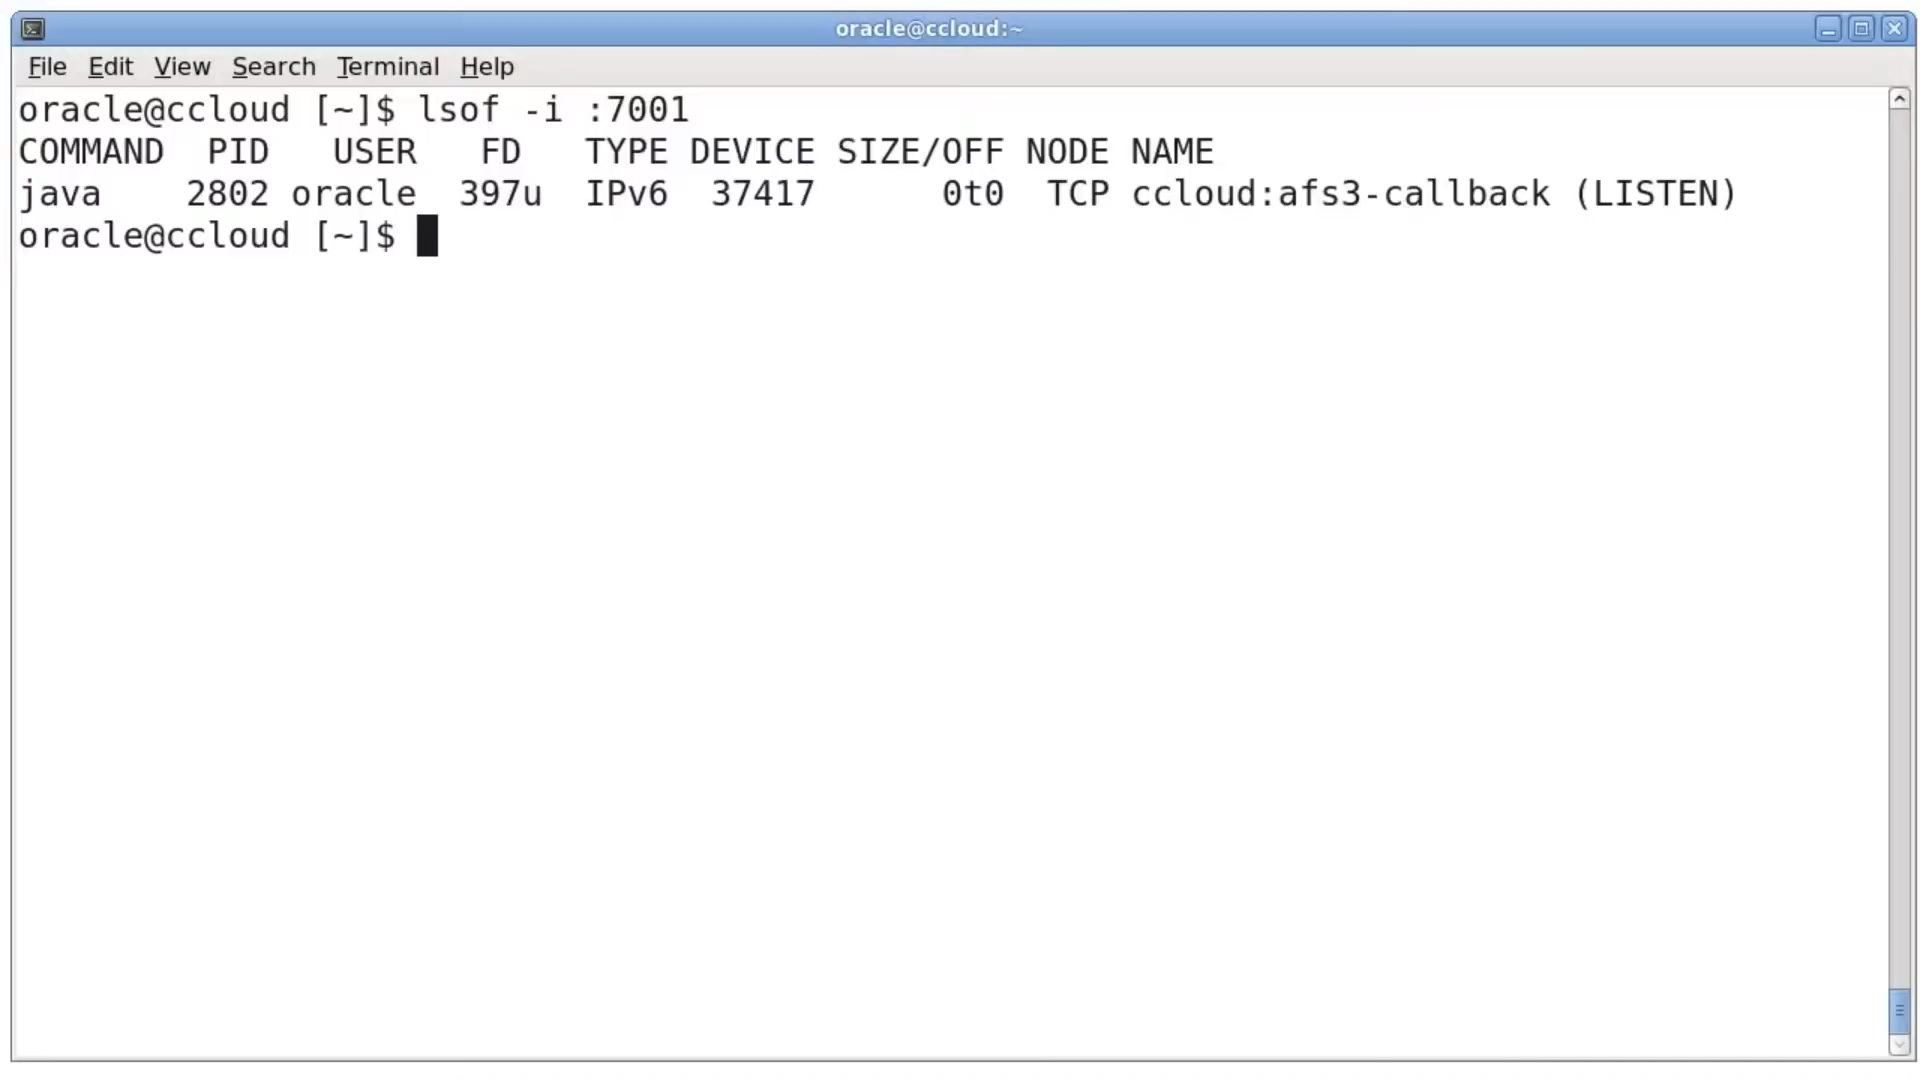 oracle@ccloud:~
File Edit View Search Terminal Help
oracle@ccloud [~]$ lsof -i :7001
COMMAND  PID   USER   FD   TYPE DEVICE SIZE/OFF NODE NAME
java    2802 oracle  397u  IPv6  37417      0t0  TCP ccloud:afs3-callback (LISTEN)
oracle@ccloud [~]$